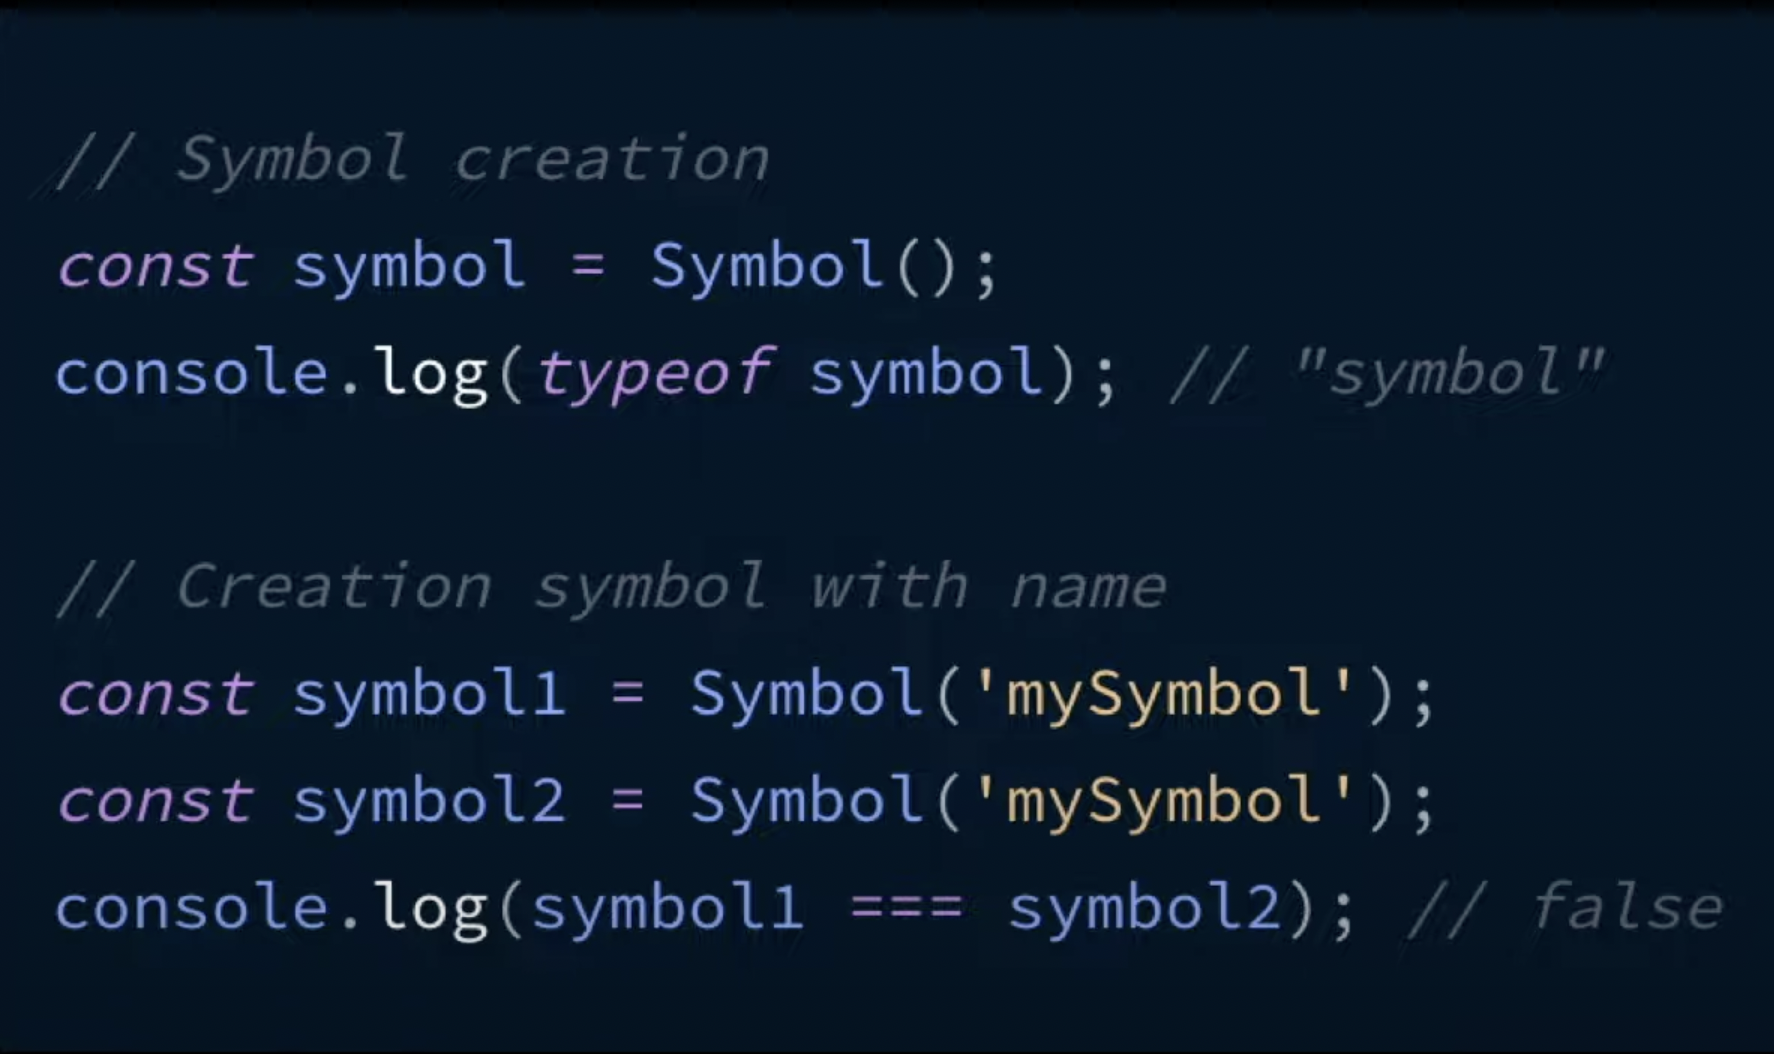 // Symbol creation
const symbol = Symbol();
console.log(typeof symbol); // "symbol"
// Creation symbol with name
const symbol1 = Symbol('mySymbol');
const symbol2 = Symbol('mySymbol');
console.log(symbol1 === symbol2); // false